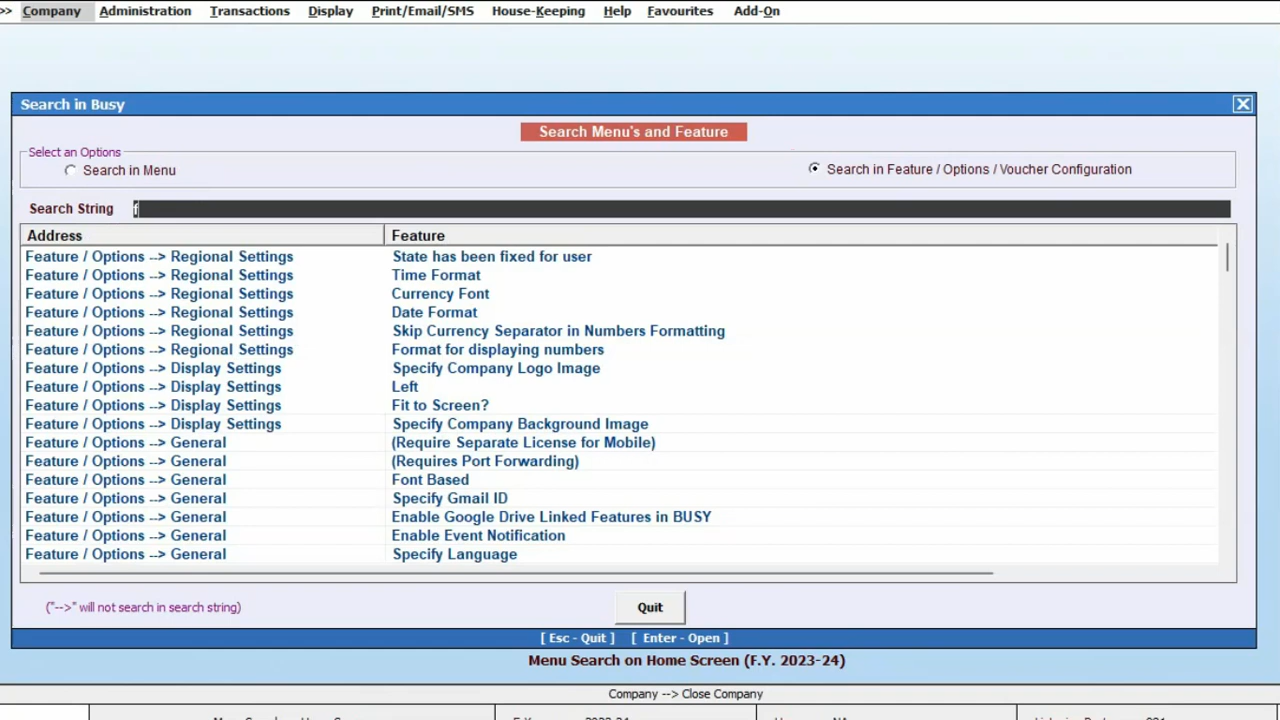 >> Company Administration Transactions Display Print/Email/SMS House-Keeping Help Favourites Add-On
Search in Busy
Search Menu's and Feature
Select an Options
Search in Menu Search in Feature / Options / Voucher Configuration
Search String f
Address Feature
Feature / Options --> Regional Settings State has been fixed for user
Feature / Options --> Regional Settings Time Format
Feature / Options --> Regional Settings Currency Font
Feature / Options --> Regional Settings Date Format
Feature / Options --> Regional Settings Skip Currency Separator in Numbers Formatting
Feature / Options --> Regional Settings Format for displaying numbers
Feature / Options --> Display Settings Specify Company Logo Image
Feature / Options --> Display Settings Left
Feature / Options --> Display Settings Fit to Screen?
Feature / Options --> Display Settings Specify Company Background Image
Feature / Options --> General (Require Separate License for Mobile)
Feature / Options --> General (Requires Port Forwarding)
Feature / Options --> General Font Based
Feature / Options --> General Specify Gmail ID
Feature / Options --> General Enable Google Drive Linked Features in BUSY
Feature / Options --> General Enable Event Notification
Feature / Options --> General Specify Language
("-->" will not search in search string)
Quit
[ Esc - Quit ] [ Enter - Open ]
Menu Search on Home Screen (F.Y. 2023-24)
Company --> Close Company